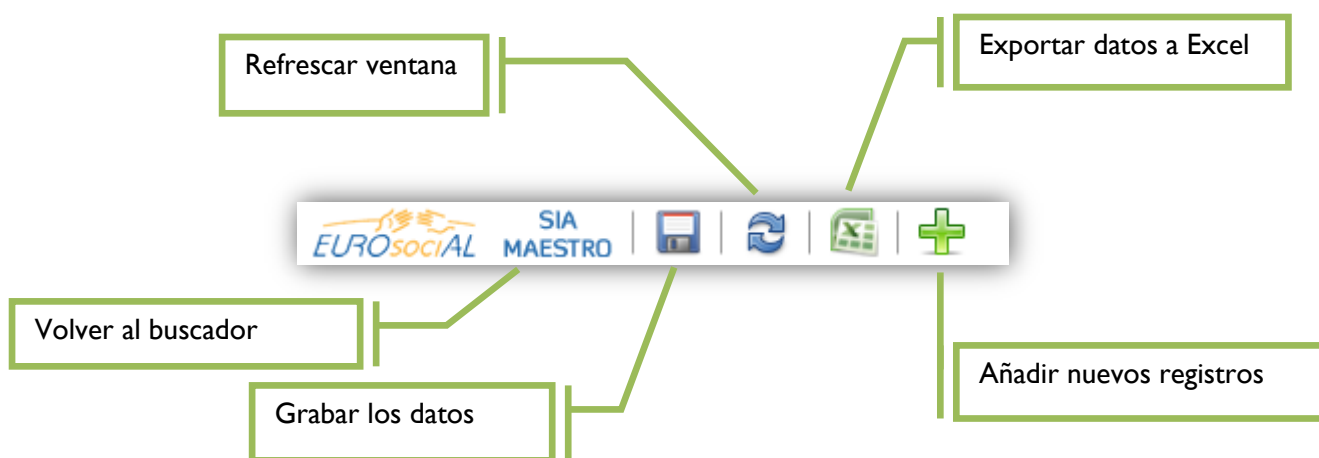 Exportar datos a Excel
Refrescar ventana
EUROsociAL
SIA
MAESTRO
Volver al buscador
Añadir nuevos registros
Grabar los datos